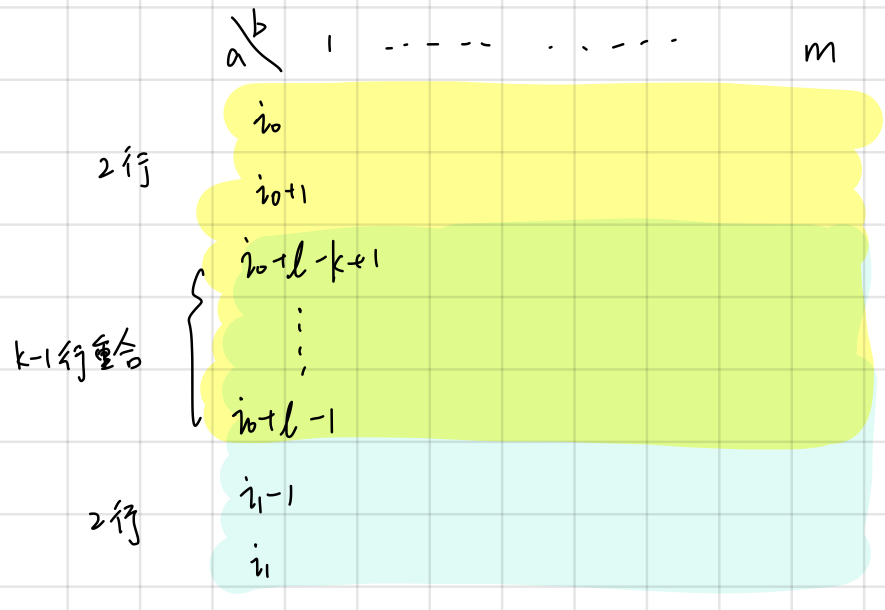 a\b 1 ..---- ..---- m
i₀
2行
i₀+1
i₀+l-k+1
k-1行重合
i₀+l-1
i₁-1
2行
i₁